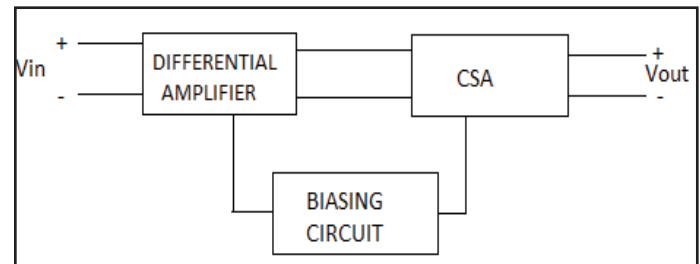 +
Vin
-
DIFFERENTIAL
AMPLIFIER
CSA
+
Vout
-
BIASING
CIRCUIT